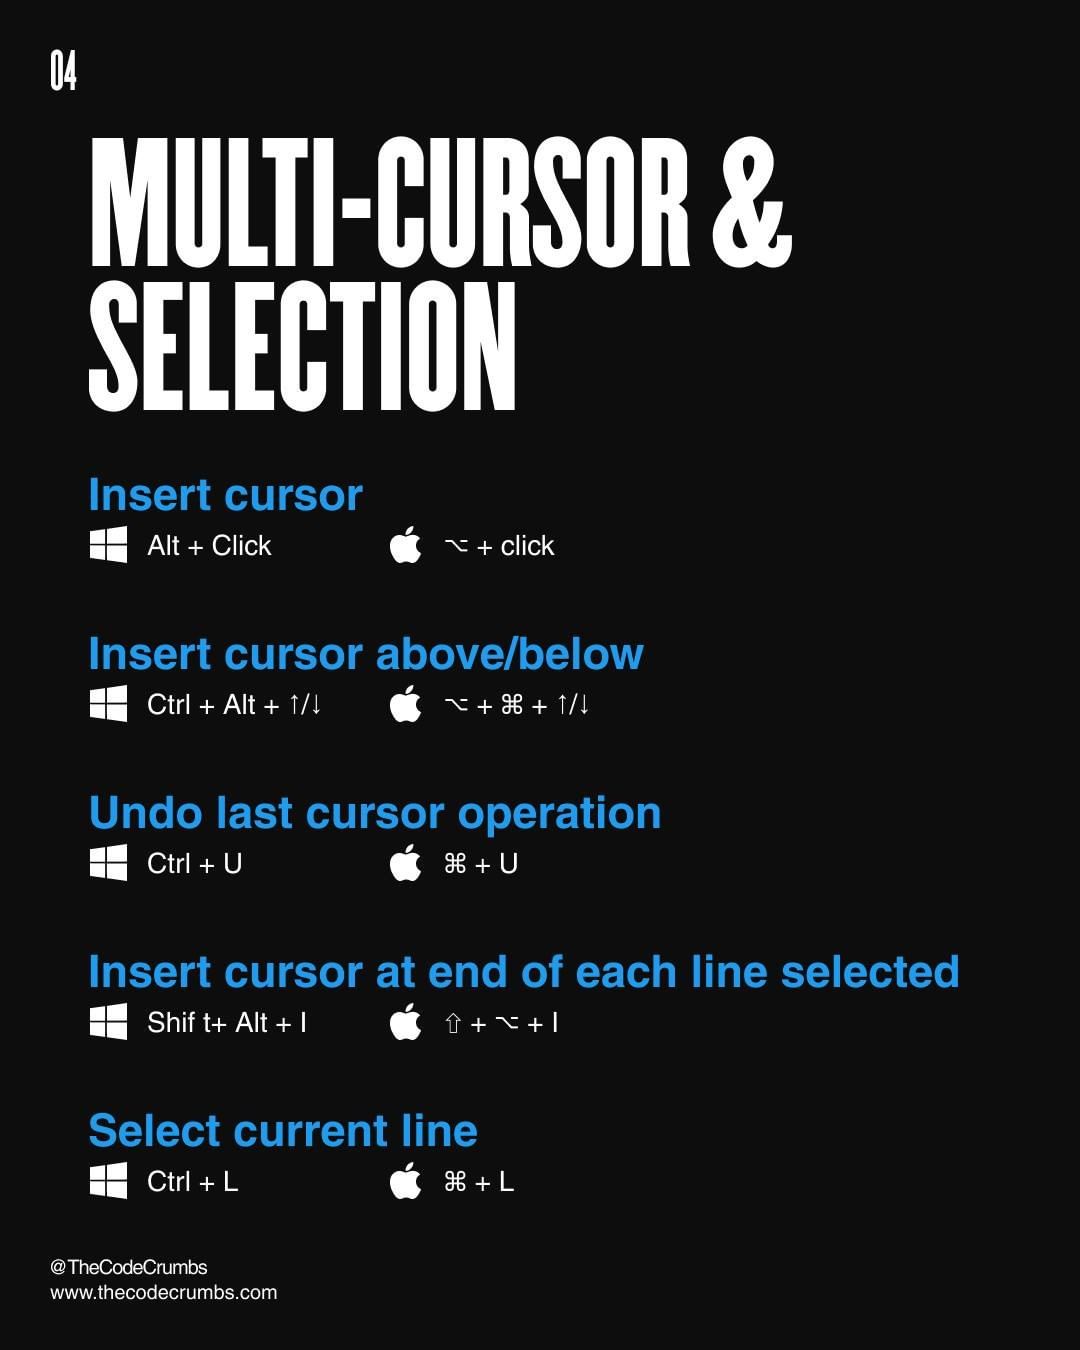 04
MULTI-CURSOR &
SELECTION
Insert cursor
Alt + Click ⌥ + click
Insert cursor above/below
Ctrl + Alt + ↑/↓ ⌥ + ⌘ + ↑/↓
Undo last cursor operation
Ctrl + U ⌘ + U
Insert cursor at end of each line selected
Shif t+ Alt + I ⇧ + ⌥ + I
Select current line
Ctrl + L ⌘ + L
@TheCodeCrumbs
www.thecodecrumbs.com